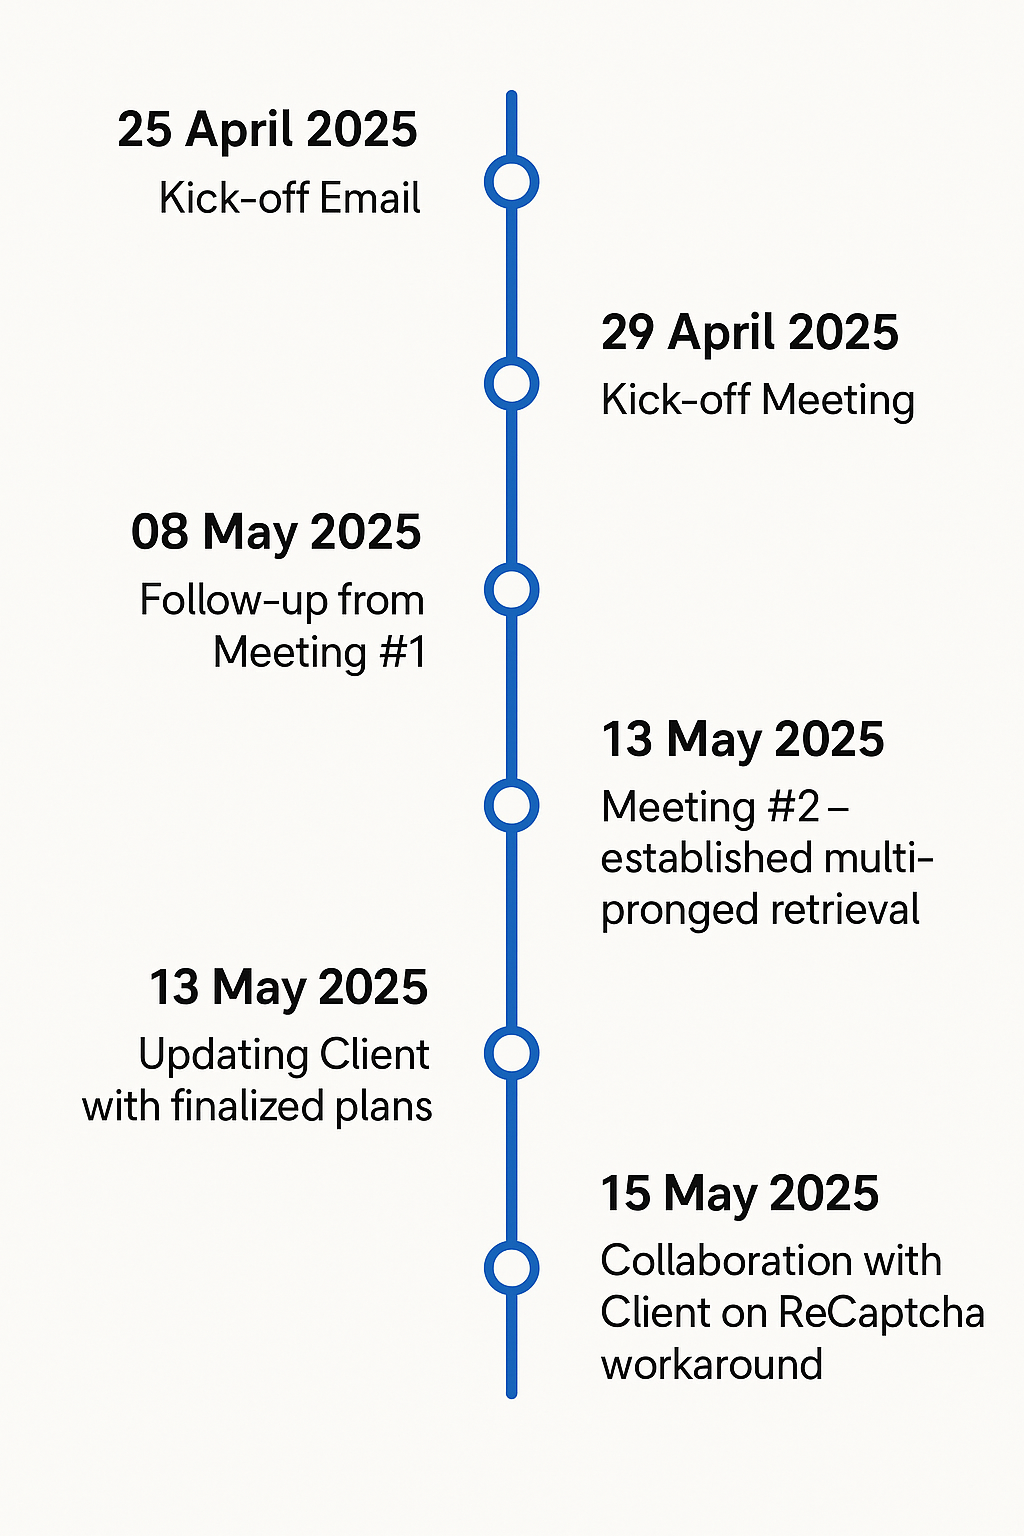 25 April 2025
Kick-off Email
29 April 2025
Kick-off Meeting
08 May 2025
Follow-up from
Meeting #1
13 May 2025
Meeting #2 –
established multi-
pronged retrieval
13 May 2025
Updating Client
with finalized plans
15 May 2025
Collaboration with
Client on ReCaptcha
workaround